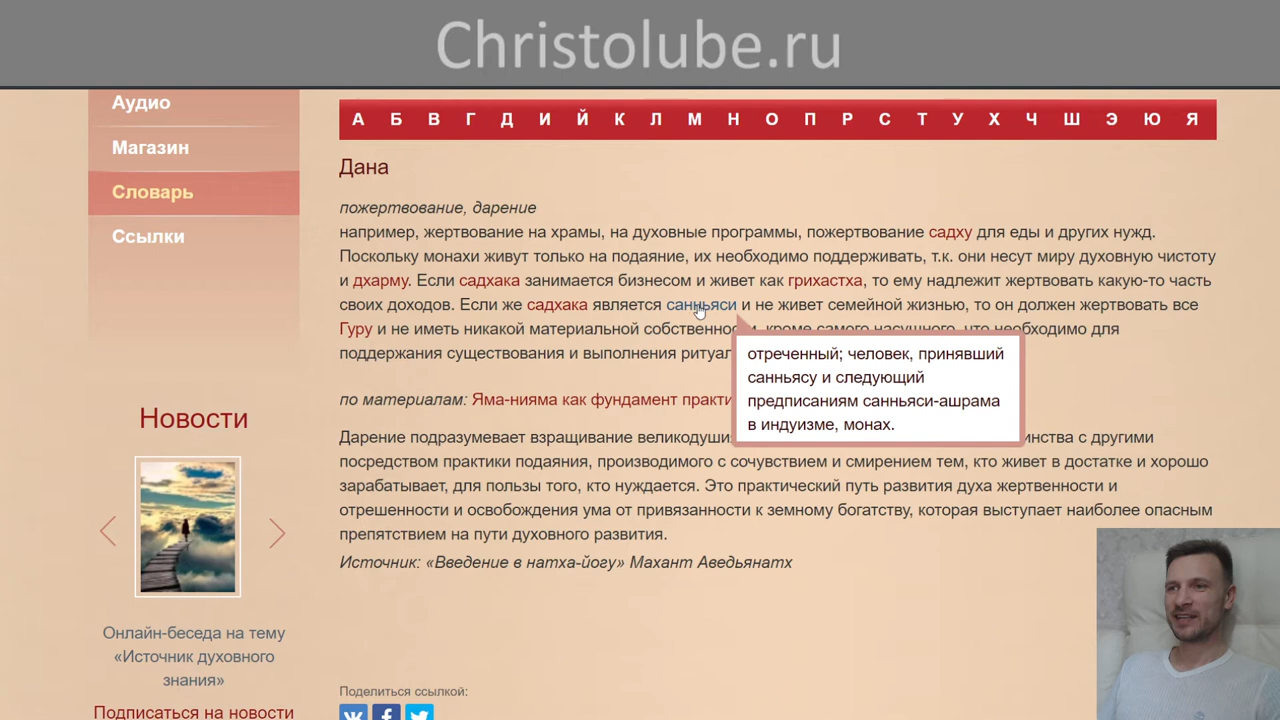 Christolube.ru
Аудио
Магазин
Словарь
Ссылки
А Б В Г Д И Й К Л М Н О П Р С Т У Х Ч Ш Э Ю Я
Дана
пожертвование, дарение
например, жертвование на храмы, на духовные программы, пожертвование садху для еды и других нужд.
Поскольку монахи живут только на подаяние, их необходимо поддерживать, т.к. они несут миру духовную чистоту
и дхарму. Если садхака занимается бизнесом и живет как грихастха, то ему надлежит жертвовать какую-то часть
своих доходов. Если же садхака является санньяси и не живет семейной жизнью, то он должен жертвовать все
Гуру и не иметь никакой материальной собственности, кроме самого насущного, что необходимо для
поддержания существования и выполнения
отреченный; человек, принявший
санньясу и следующий
предписаниям санньяси-ашрама
в индуизме, монах.
по материалам: Яма-нияма как фундамент
Дарение подразумевает взращивание с другими
посредством практики подаяния, производимого с сочувствием и смирением тем, кто живет в достатке и хорошо
зарабатывает, для пользы того, кто нуждается. Это практический путь развития духа жертвенности и
отрешенности и освобождения ума от привязанности к земному богатству, которая выступает наиболее опасным
препятствием на пути духовного развития.
Источник: «Введение в натха-йогу» Махант Аведьянатх
Новости
Онлайн-беседа на тему
«Источник духовного
знания»
Подписаться на новости
Поделиться ссылкой: